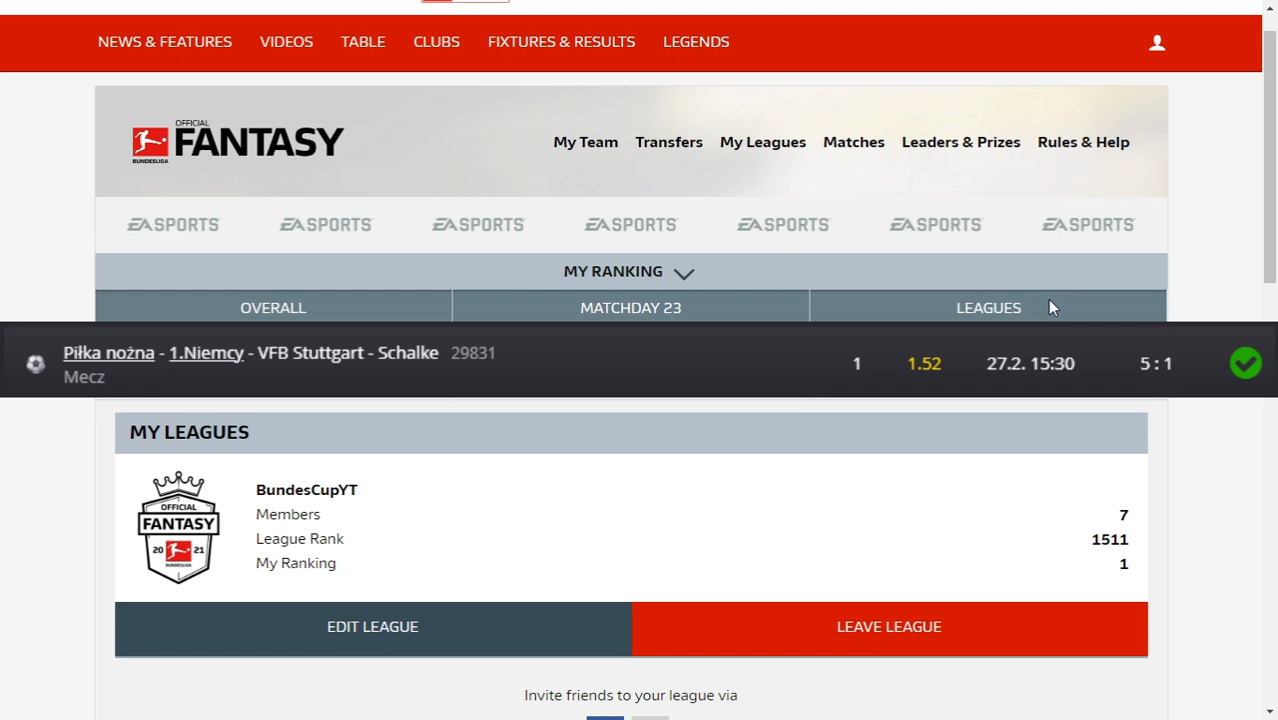 NEWS & FEATURES VIDEOS TABLE CLUBS FIXTURES & RESULTS LEGENDS
OFFICIAL
FANTASY
BUNDESLIGA
My Team Transfers My Leagues Matches Leaders & Prizes Rules & Help
EA SPORTS EA SPORTS EA SPORTS EA SPORTS EA SPORTS EA SPORTS EA SPORTS
MY RANKING
OVERALL MATCHDAY 23 LEAGUES
Piłka nożna - 1.Niemcy - VFB Stuttgart - Schalke 29831 1 1.52 27.2. 15:30 5 : 1
Mecz
MY LEAGUES
OFFICIAL
FANTASY
20 21
BUNDESLIGA
BundesCupYT
Members 7
League Rank 1511
My Ranking 1
EDIT LEAGUE LEAVE LEAGUE
Invite friends to your league via